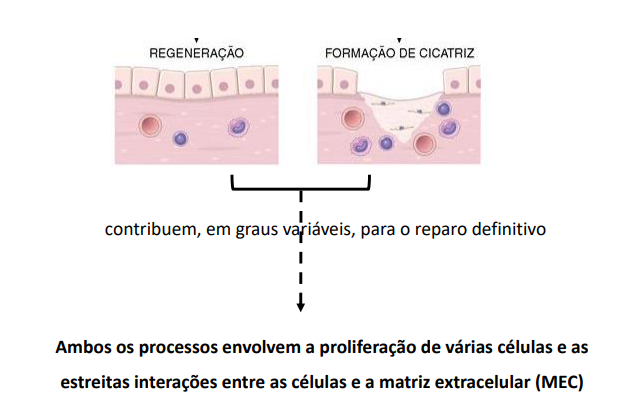 REGENERAÇÃO
FORMAÇÃO DE CICATRIZ
contribuem, em graus variáveis, para o reparo definitivo
Ambos os processos envolvem a proliferação de várias células e as
estreitas interações entre as células e a matriz extracelular (MEC)